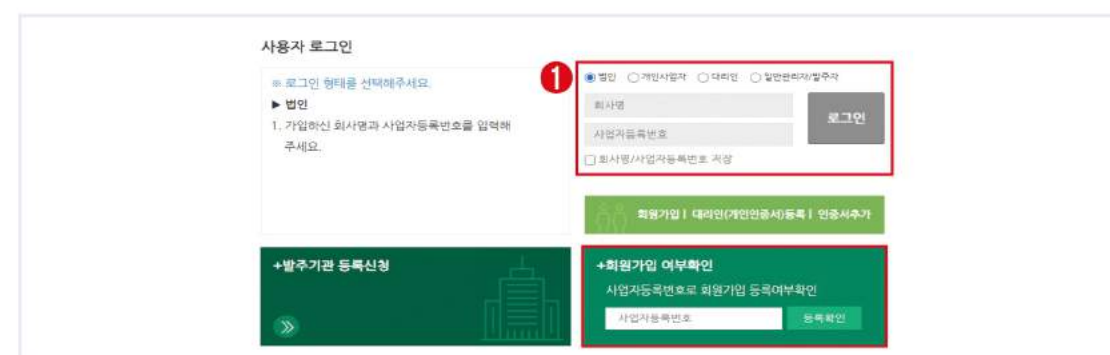 사용자 로그인
※ 로그인 형태를 선택해주세요.
▶ 법인
1. 가입하신 회사명과 사업자등록번호를 입력해
주세요.
1
법인 개인사업자 대리인 일반관리자/발주자
회사명
사업자등록번호
로그인
회사명/사업자등록번호 저장
회원가입 | 대리인(개인인증서)등록 | 인증서추가
+발주기관 등록신청
+회원가입 여부확인
사업자등록번호로 회원가입 등록여부확인
사업자등록번호 등록확인